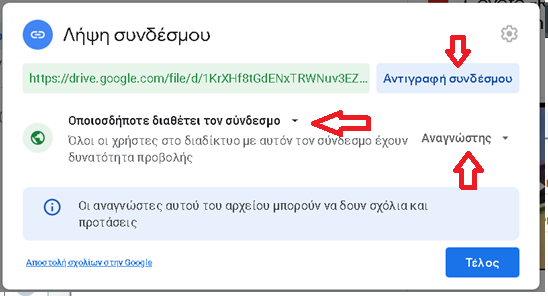 Λήψη συνδέσμου
https://drive.google.com/file/d/1KrXHf8tGdENxTRWNuv3EZ...
Αντιγραφή συνδέσμου
Οποιοσδήποτε διαθέτει τον σύνδεσμο
Όλοι οι χρήστες στο διαδίκτυο με αυτόν τον σύνδεσμο έχουν
δυνατότητα προβολής
Αναγνώστης
Οι αναγνώστες αυτού του αρχείου μπορούν να δουν σχόλια και
προτάσεις
Αποστολή σχολίων στην Google
Τέλος